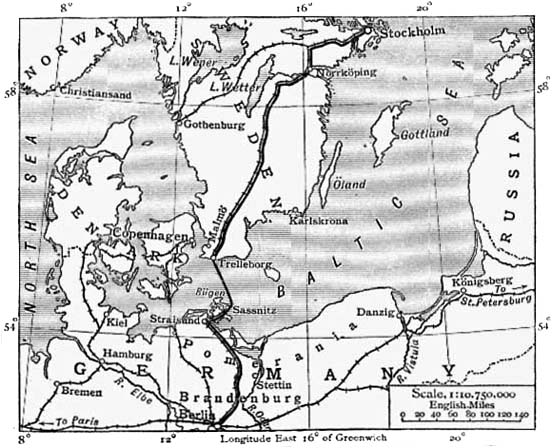 8° 12° 16° 20°
NORWAY
Stockholm
L. Wener
L. Wetter
Norrköping
SWEDEN
58°
Christiansand
58°
Gothenburg
Gottland
NORTH SEA
BALTIC SEA
RUSSIA
Öland
DENMARK
Malmö
Karlskrona
Copenhagen
Trelleborg
Königsberg
To
St. Petersburg
Rügen
Sassnitz
Danzig
54°
Kiel
Stralsund
54°
Pomerania
Hamburg
GERMANY
R. Vistula
R. Elbe
Stettin
Bremen
Brandenburg
R. Oder
Scale, 1:10,750,000
English Miles
0 20 40 60 80 100 120 140
To Paris
Berlin
8° 12° Longitude East 16° of Greenwich 20°